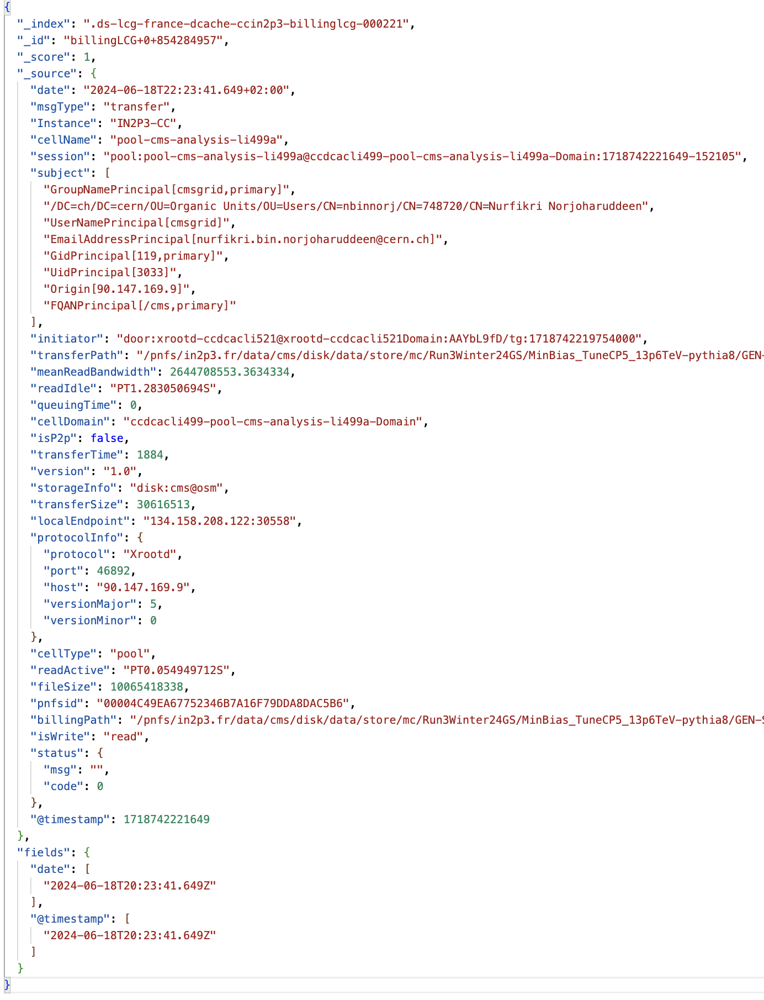 {
"_index": ".ds-lcg-france-dcache-ccin2p3-billinglcg-000221",
"_id": "billingLCG+0+854284957",
"_score": 1,
"_source": {
"date": "2024-06-18T22:23:41.649+02:00",
"msgType": "transfer",
"Instance": "IN2P3-CC",
"cellName": "pool-cms-analysis-li499a",
"session": "pool:pool-cms-analysis-li499a@ccdcacli499-pool-cms-analysis-li499a-Domain:1718742221649-152105",
"subject": [
"GroupNamePrincipal[cmsgrid,primary]",
"/DC=ch/DC=cern/OU=Organic Units/OU=Users/CN=nbinnorj/CN=748720/CN=Nurfikri Norjoharuddeen",
"UserNamePrincipal[cmsgrid]",
"EmailAddressPrincipal[nurfikri.bin.norjoharuddeen@cern.ch]",
"GidPrincipal[119,primary]",
"UidPrincipal[3033]",
"Origin[90.147.169.9]",
"FQANPrincipal[/cms,primary]"
],
"initiator": "door:xrootd-ccdcacli521@xrootd-ccdcacli521Domain:AAYbL9fD/tg:1718742219754000",
"transferPath": "/pnfs/in2p3.fr/data/cms/disk/data/store/mc/Run3Winter24GS/MinBias_TuneCP5_13p6TeV-pythia8/GEN-
"meanReadBandwidth": 2644708553.3634334,
"readIdle": "PT1.283050694S",
"queuingTime": 0,
"cellDomain": "ccdcacli499-pool-cms-analysis-li499a-Domain",
"isP2p": false,
"transferTime": 1884,
"version": "1.0",
"storageInfo": "disk:cms@osm",
"transferSize": 30616513,
"localEndpoint": "134.158.208.122:30558",
"protocolInfo": {
"protocol": "Xrootd",
"port": 46892,
"host": "90.147.169.9",
"versionMajor": 5,
"versionMinor": 0
},
"cellType": "pool",
"readActive": "PT0.054949712S",
"fileSize": 10065418338,
"pnfsid": "00004C49EA67752346B7A16F79DDA8DAC5B6",
"billingPath": "/pnfs/in2p3.fr/data/cms/disk/data/store/mc/Run3Winter24GS/MinBias_TuneCP5_13p6TeV-pythia8/GEN-S
"isWrite": "read",
"status": {
"msg": "",
"code": 0
},
"@timestamp": 1718742221649
},
"fields": {
"date": [
"2024-06-18T20:23:41.649Z"
],
"@timestamp": [
"2024-06-18T20:23:41.649Z"
]
}
}